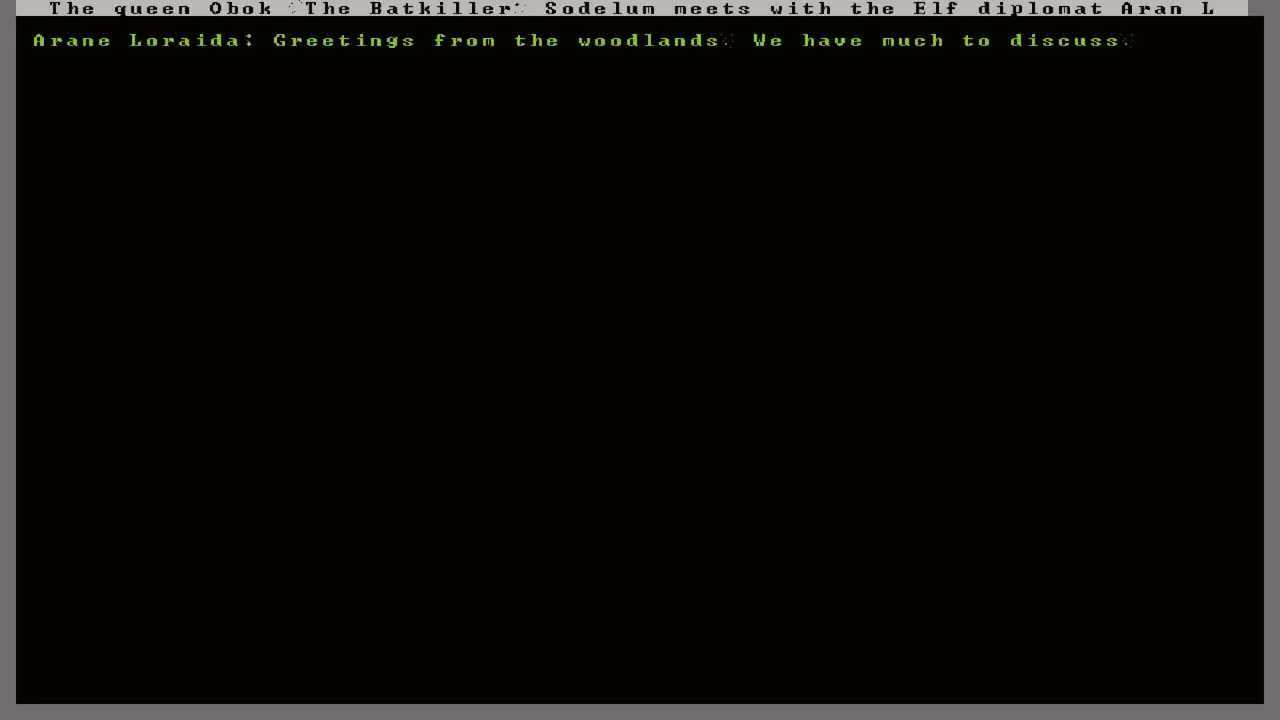 The queen Obok "The Batkiller" Sodelum meets with the Elf diplomat Aran L
Arane Loraida: Greetings from the woodlands. We have much to discuss.